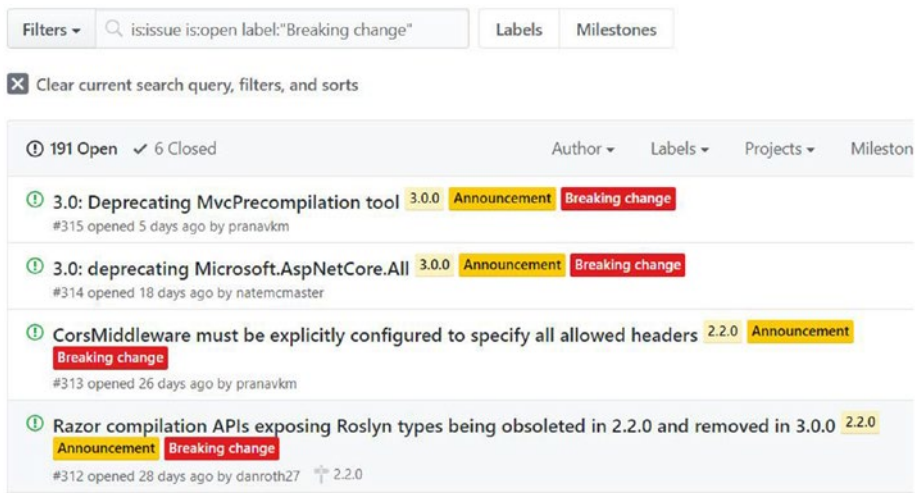 Filters is:issue is:open label:"Breaking change" Labels Milestones
Clear current search query, filters, and sorts
191 Open 6 Closed Author Labels Projects Mileston
3.0: Deprecating MvcPrecompilation tool 3.0.0 Announcement Breaking change
#315 opened 5 days ago by pranavkm
3.0: deprecating Microsoft.AspNetCore.All 3.0.0 Announcement Breaking change
#314 opened 18 days ago by natemcmaster
CorsMiddleware must be explicitly configured to specify all allowed headers 2.2.0 Announcement
Breaking change
#313 opened 26 days ago by pranavkm
Razor compilation APIs exposing Roslyn types being obsoleted in 2.2.0 and removed in 3.0.0 2.2.0
Announcement Breaking change
#312 opened 28 days ago by danroth27 2.2.0